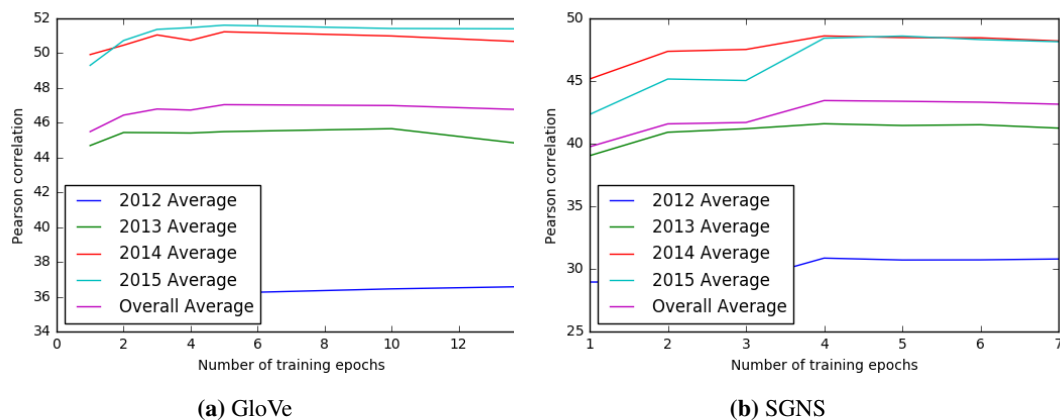 52
50
48
46
44
42
40
38
36
34
Pearson correlation
2012 Average
2013 Average
2014 Average
2015 Average
Overall Average
0 2 4 6 8 10 12
Number of training epochs
(a) GloVe
50
45
40
35
30
25
Pearson correlation
2012 Average
2013 Average
2014 Average
2015 Average
Overall Average
1 2 3 4 5 6 7
Number of training epochs
(b) SGNS